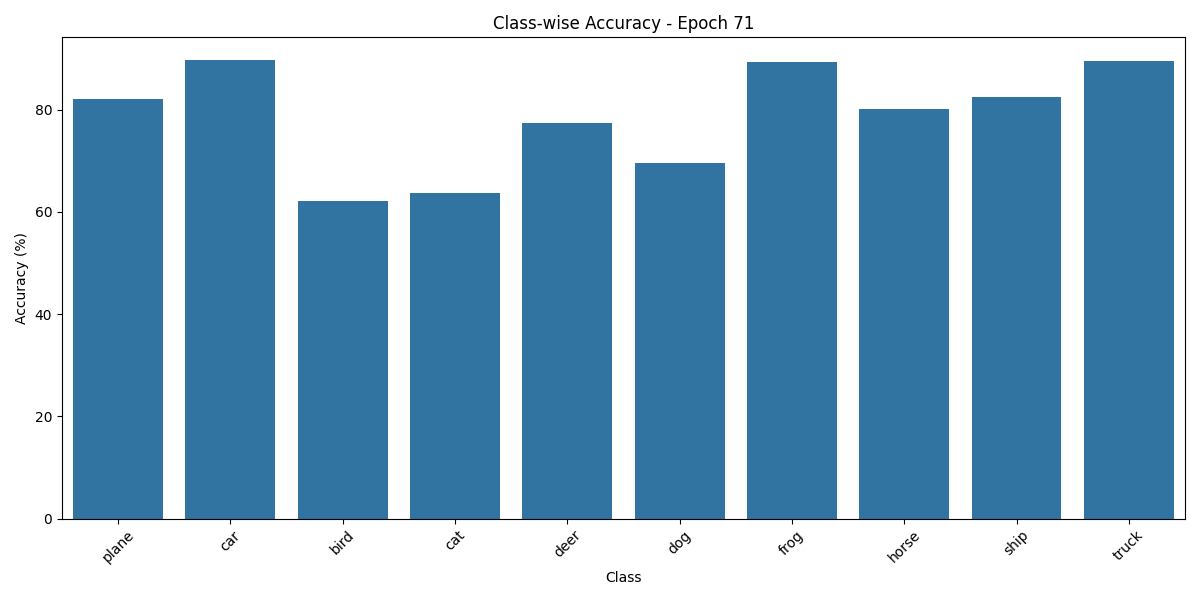 Class-wise Accuracy - Epoch 71
Accuracy (%)
80
60
40
20
0
plane
car
bird
cat
deer
dog
frog
horse
ship
truck
Class